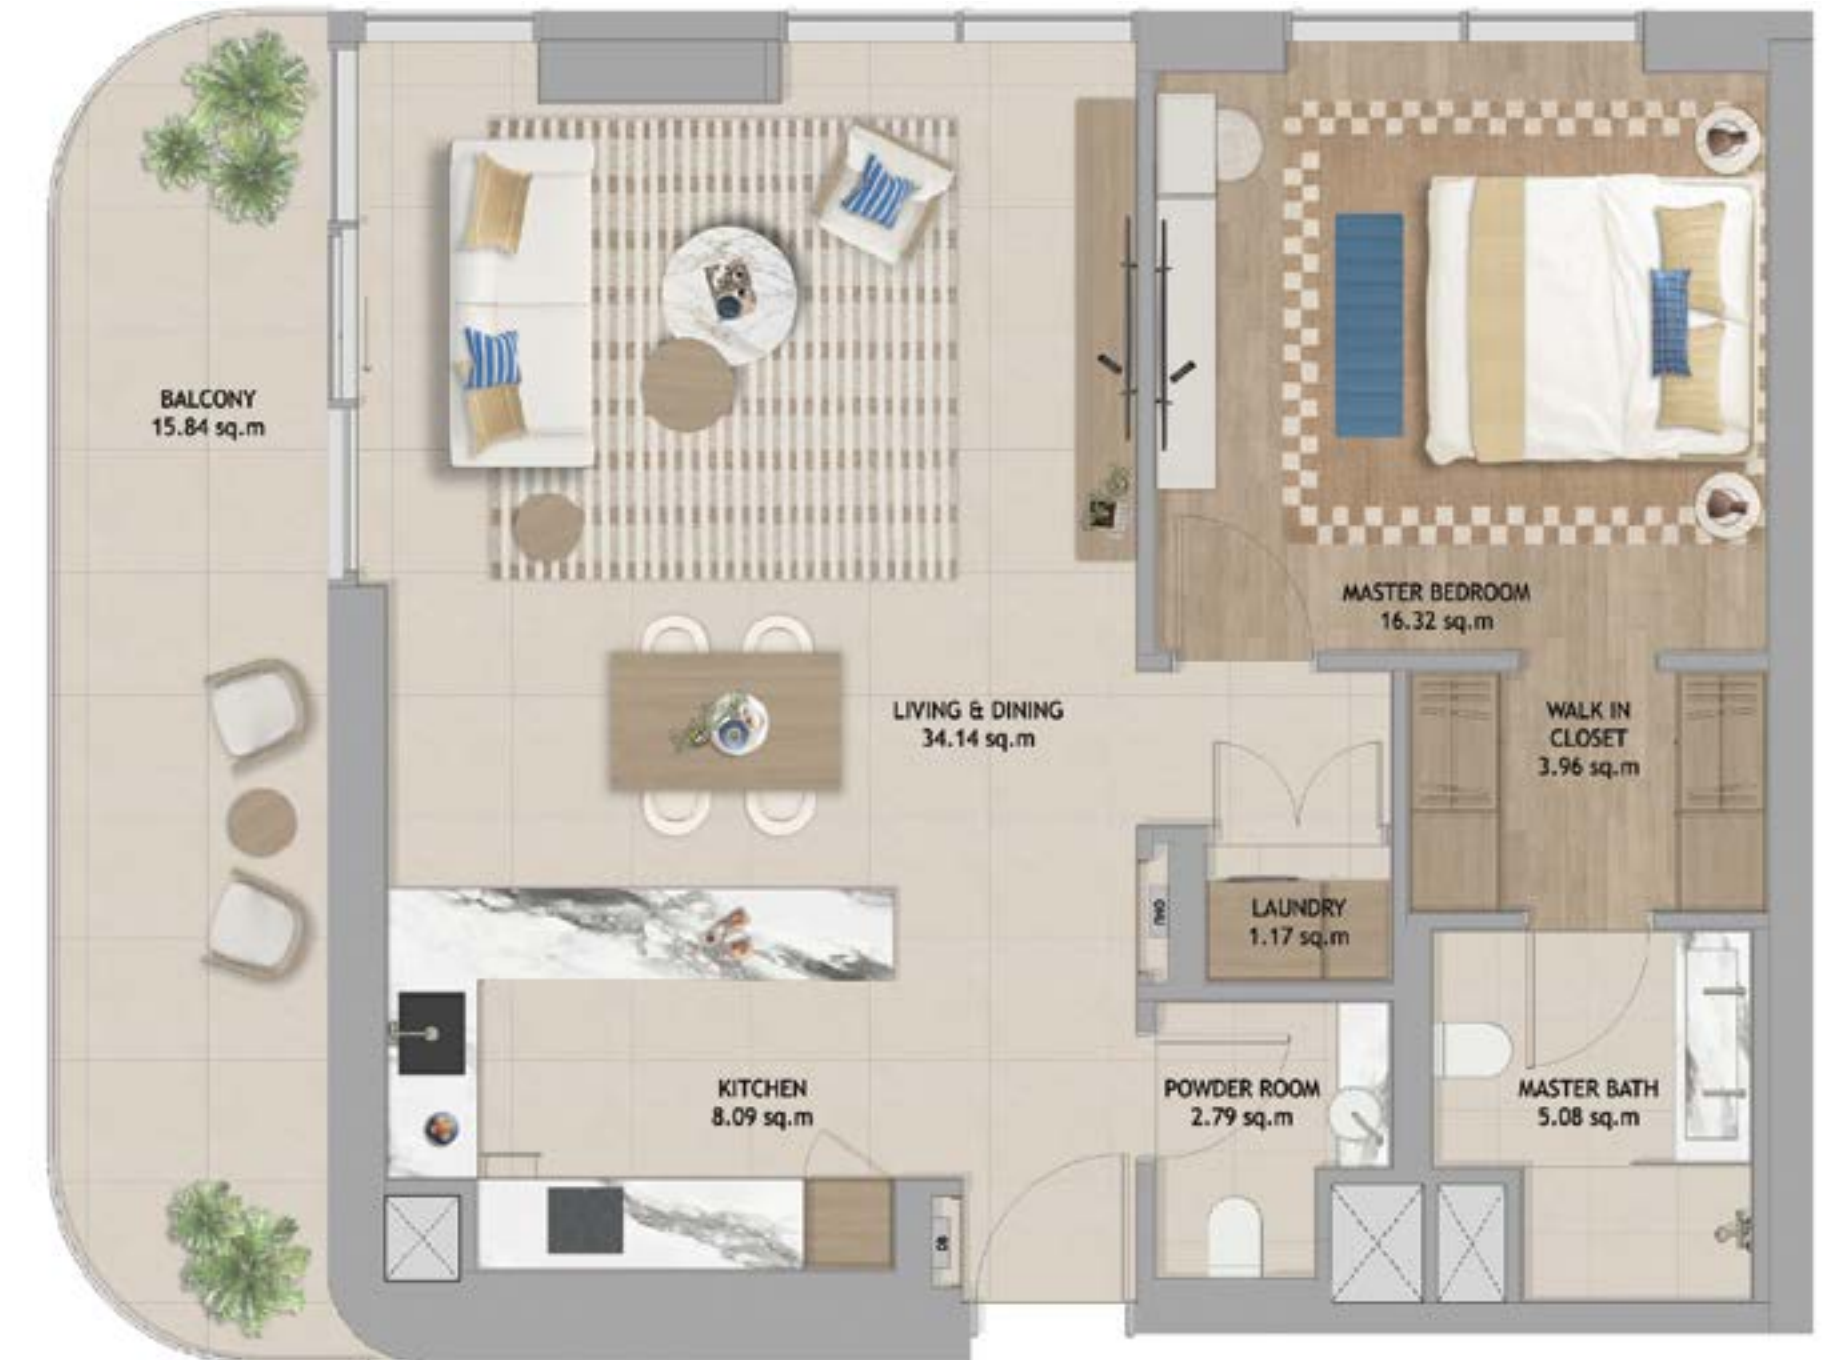 BALCONY
15.84 sq.m
MASTER BEDROOM
16.32 sq.m
LIVING & DINING
34.14 sq.m
WALK IN
CLOSET
3.96 sq.m
LAUNDRY
1.17 sq.m
KITCHEN
8.09 sq.m
POWDER ROOM
2.79 sq.m
MASTER BATH
5.08 sq.m
DB